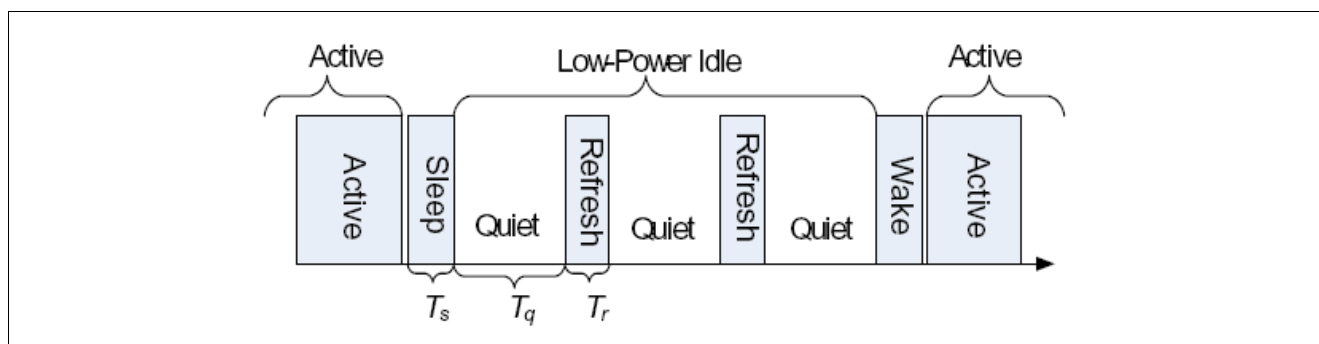 Active
Low-Power Idle
Active
Active
Sleep
Quiet
Refresh
Quiet
Refresh
Quiet
Wake
Active
Ts
Tq
Tr